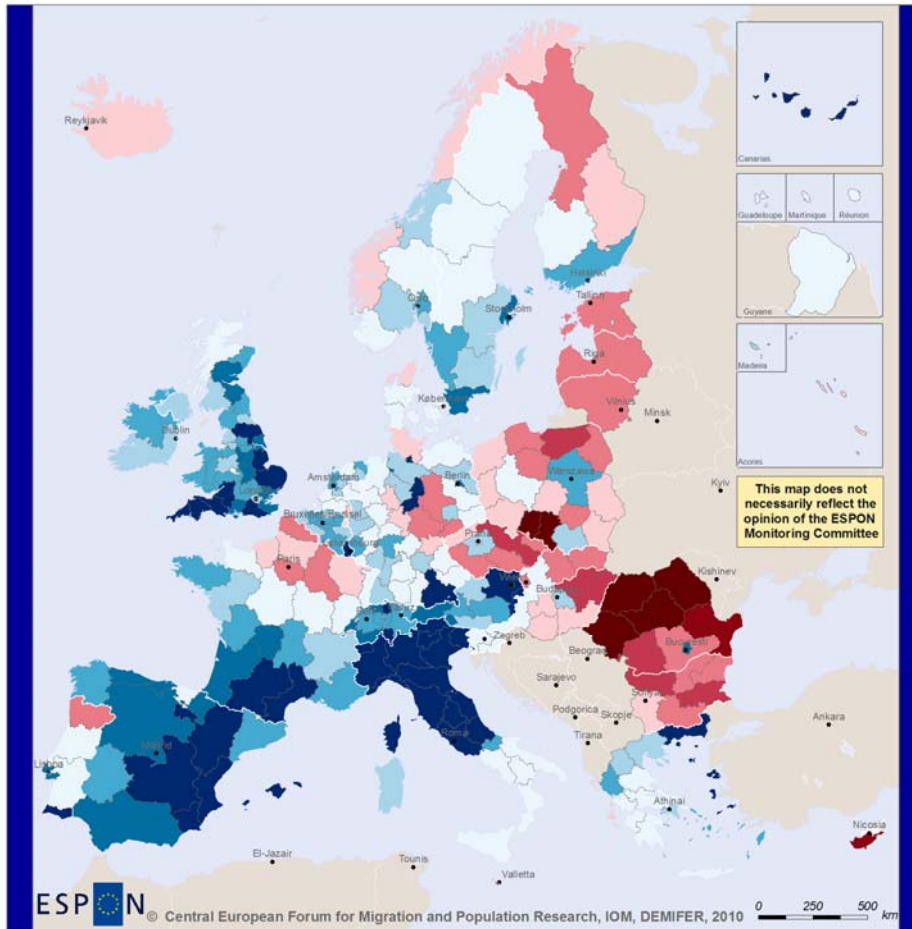 Reykjavik
Canarias
Guadeloupe
Martinique
Réunion
Guyane
Helsinki
Oslo
Tallinn
Stockholm
Madeira
Riga
Acores
København
Vilnius
Minsk
Dublin
Berlin
Amsterdam
Warszawa
Kyiv
This map does not
necessarily reflect the
opinion of the ESPON
Monitoring Committee
Praha
Paris
Kishinev
Budapest
Zagreb
Bucuresti
Beograd
Sarajevo
Sofiya
Podgorica
Skopje
Roma
Tirana
Ankara
Madrid
Lisboa
Athinai
Nicosia
El-Jazair
Tounis
Valletta
ESPON
© Central European Forum for Migration and Population Research, IOM, DEMIFER, 2010
0 250 500
km